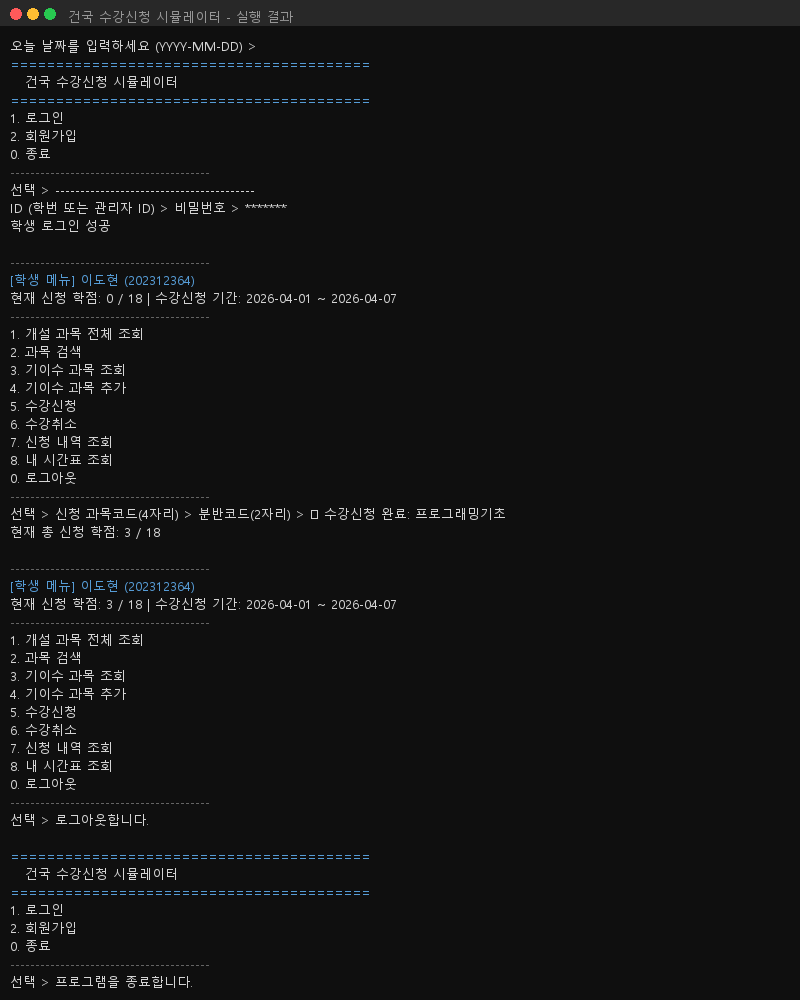 건국 수강신청 시뮬레이터 - 실행 결과
오늘 날짜를 입력하세요 (YYYY-MM-DD) >
========================================
건국 수강신청 시뮬레이터
========================================
1. 로그인
2. 회원가입
0. 종료
----------------------------------------
선택 > ----------------------------------------
ID (학번 또는 관리자 ID) > 비밀번호 > *******
학생 로그인 성공
----------------------------------------
[학생 메뉴] 이도현 (202312364)
현재 신청 학점: 0 / 18 | 수강신청 기간: 2026-04-01 ~ 2026-04-07
----------------------------------------
1. 개설 과목 전체 조회
2. 과목 검색
3. 기이수 과목 조회
4. 기이수 과목 추가
5. 수강신청
6. 수강취소
7. 신청 내역 조회
8. 내 시간표 조회
0. 로그아웃
----------------------------------------
선택 > 신청 과목코드(4자리) > 분반코드(2자리) > ▯ 수강신청 완료: 프로그래밍기초
현재 총 신청 학점: 3 / 18
----------------------------------------
[학생 메뉴] 이도현 (202312364)
현재 신청 학점: 3 / 18 | 수강신청 기간: 2026-04-01 ~ 2026-04-07
----------------------------------------
1. 개설 과목 전체 조회
2. 과목 검색
3. 기이수 과목 조회
4. 기이수 과목 추가
5. 수강신청
6. 수강취소
7. 신청 내역 조회
8. 내 시간표 조회
0. 로그아웃
----------------------------------------
선택 > 로그아웃합니다.
========================================
건국 수강신청 시뮬레이터
========================================
1. 로그인
2. 회원가입
0. 종료
----------------------------------------
선택 > 프로그램을 종료합니다.